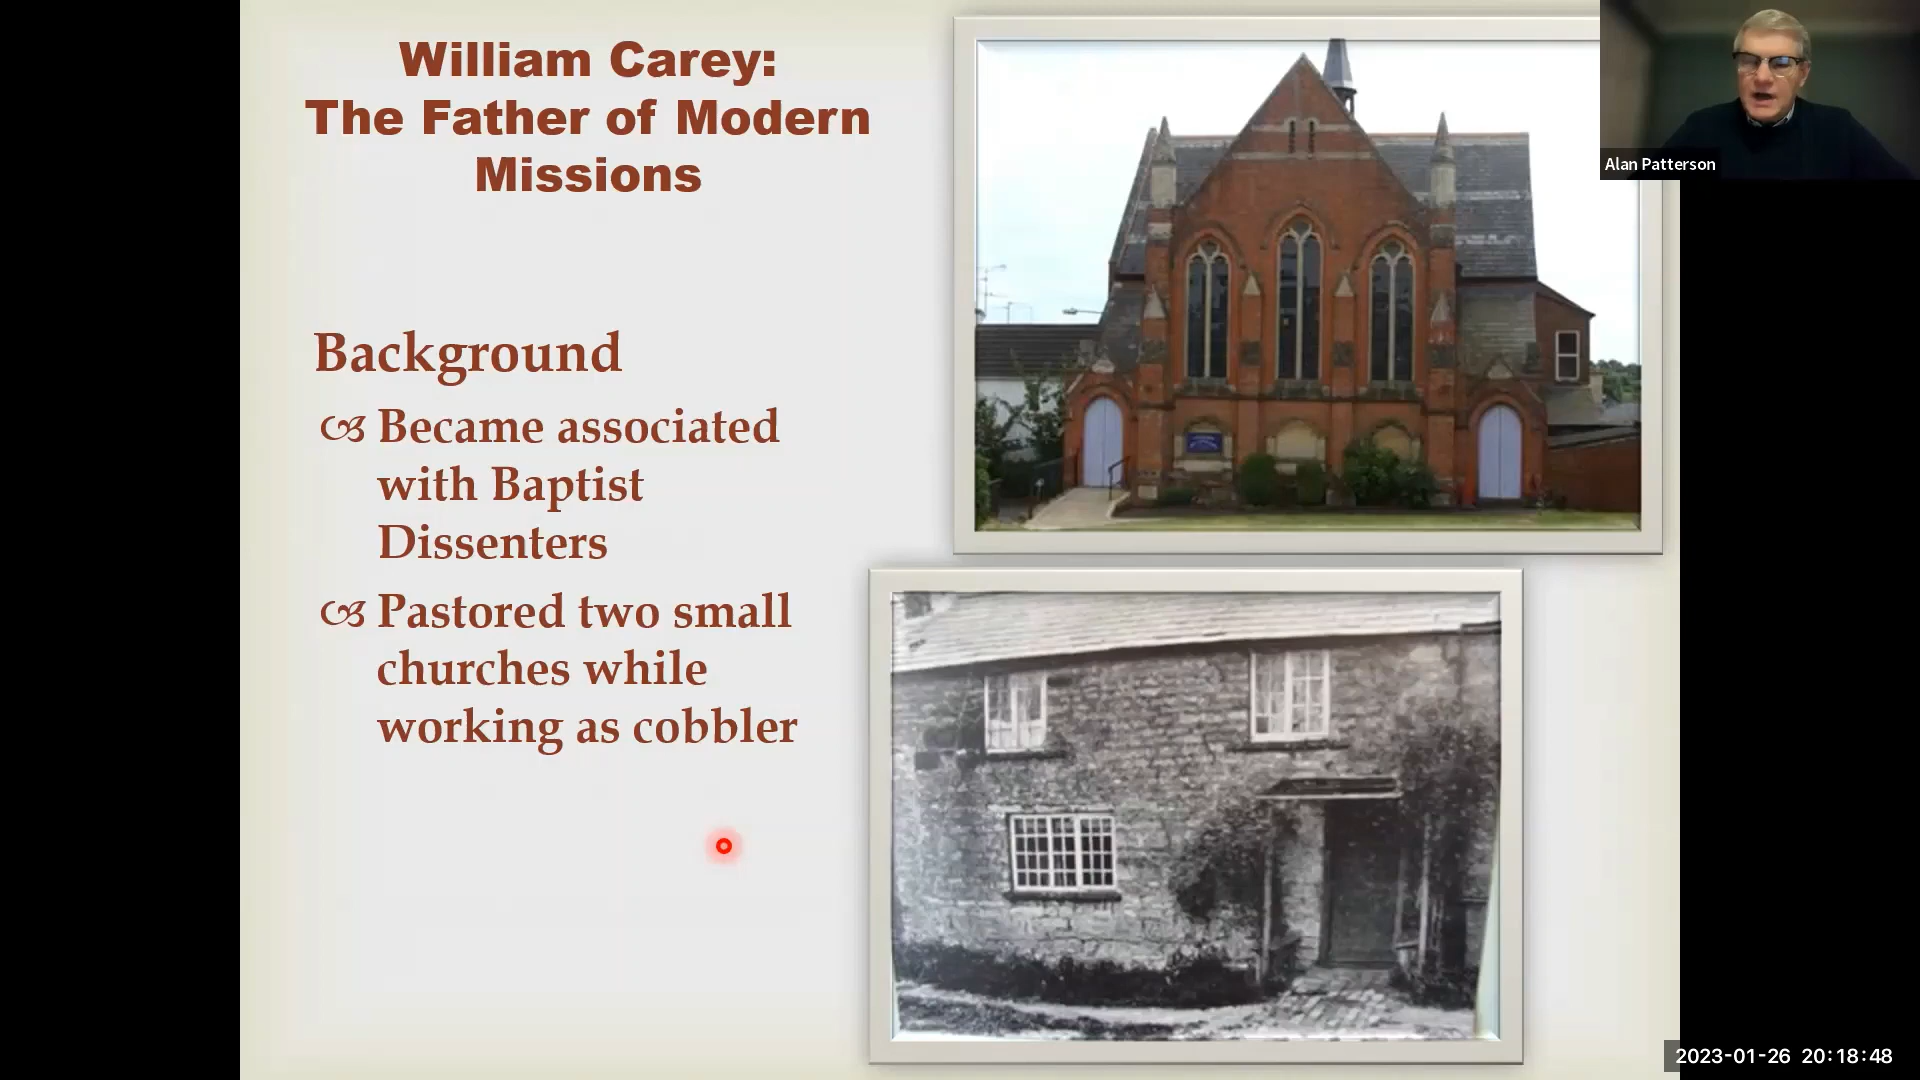 William Carey:
The Father of Modern
Missions
Background
Became associated
with Baptist
Dissenters
Pastored two small
churches while
working as cobbler
Alan Patterson
2023-01-26 20:18:48